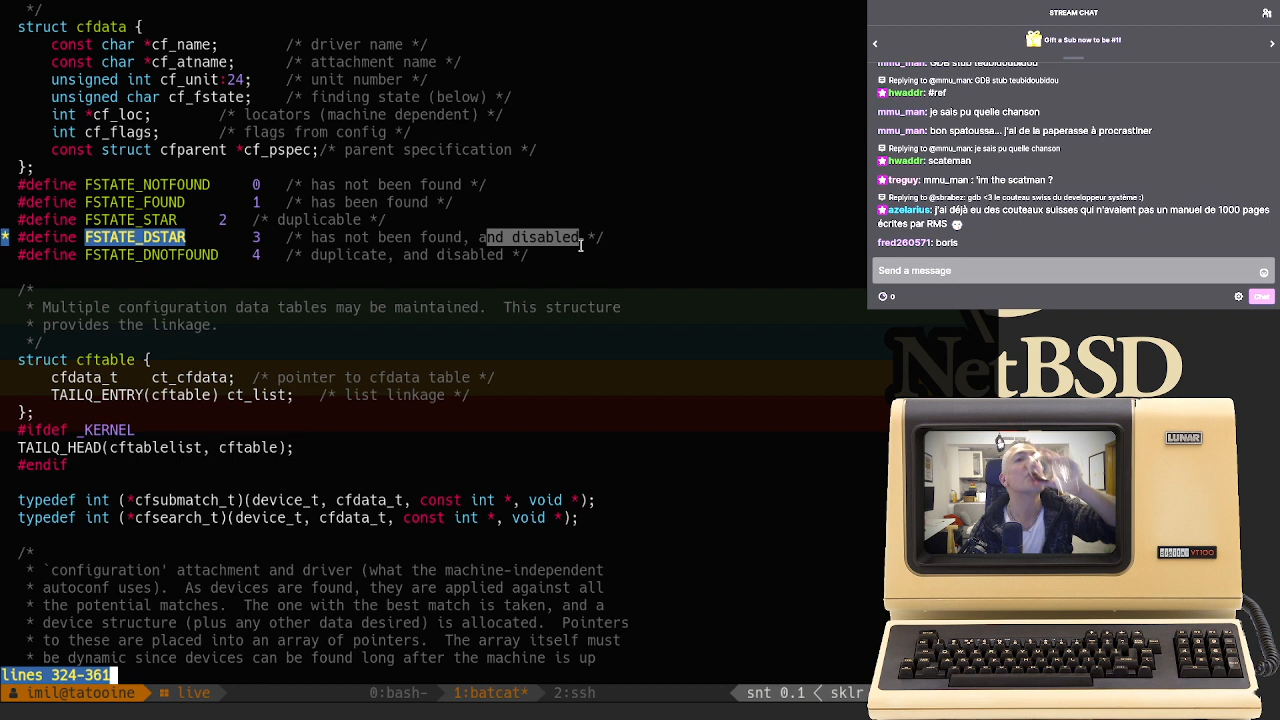 */
struct cfdata {
    const char *cf_name;        /* driver name */
    const char *cf_atname;      /* attachment name */
    unsigned int cf_unit:24;    /* unit number */
    unsigned char cf_fstate;    /* finding state (below) */
    int *cf_loc;        /* locators (machine dependent) */
    int cf_flags;       /* flags from config */
    const struct cfparent *cf_pspec;/* parent specification */
};
#define FSTATE_NOTFOUND     0   /* has not been found */
#define FSTATE_FOUND        1   /* has been found */
#define FSTATE_STAR     2   /* duplicable */
* #define FSTATE_DSTAR        3   /* has not been found, and disabled */
#define FSTATE_DNOTFOUND    4   /* duplicate, and disabled */
/*
 * Multiple configuration data tables may be maintained.  This structure
 * provides the linkage.
 */
struct cftable {
    cfdata_t    ct_cfdata;  /* pointer to cfdata table */
    TAILQ_ENTRY(cftable) ct_list;   /* list linkage */
};
#ifdef _KERNEL
TAILQ_HEAD(cftablelist, cftable);
#endif
typedef int (*cfsubmatch_t)(device_t, cfdata_t, const int *, void *);
typedef int (*cfsearch_t)(device_t, cfdata_t, const int *, void *);
/*
 * `configuration' attachment and driver (what the machine-independent
 * autoconf uses).  As devices are found, they are applied against all
 * the potential matches.  The one with the best match is taken, and a
 * device structure (plus any other data desired) is allocated.  Pointers
 * to these are placed into an array of pointers.  The array itself must
 * be dynamic since devices can be found long after the machine is up
lines 324-361
imil@tatooine live 0:bash- 1:batcat* 2:ssh snt 0.1 < sklr
STREAM CHAT
Gift a Sub now to be #1!
mmu_man: GDB stub teubidoubidou
Replying to @mmu_man: GDB stub teubidoubidou
hwaddr: #ref
mmu_man: je sais pu quelle chanson
mmu_man: bon spatoussa... j'ai de la paperasse à procrastiner
Replying to @mmu_man: je sais pu quelle chanson
hwaddr: scateman
treguy: mmu_man : 'im the scatman ?
Replying to @sbrabez: gdb <3 le couteau swiss du developpeur système :)
azelarius: j'ai déjà eu des couteaux suisses qui n'avaient pas un manuel de 1000 pages
écrites par RMS
fred260571: boris
Send a message
0
Chat
NetBSD
LUNAR
digital VT100